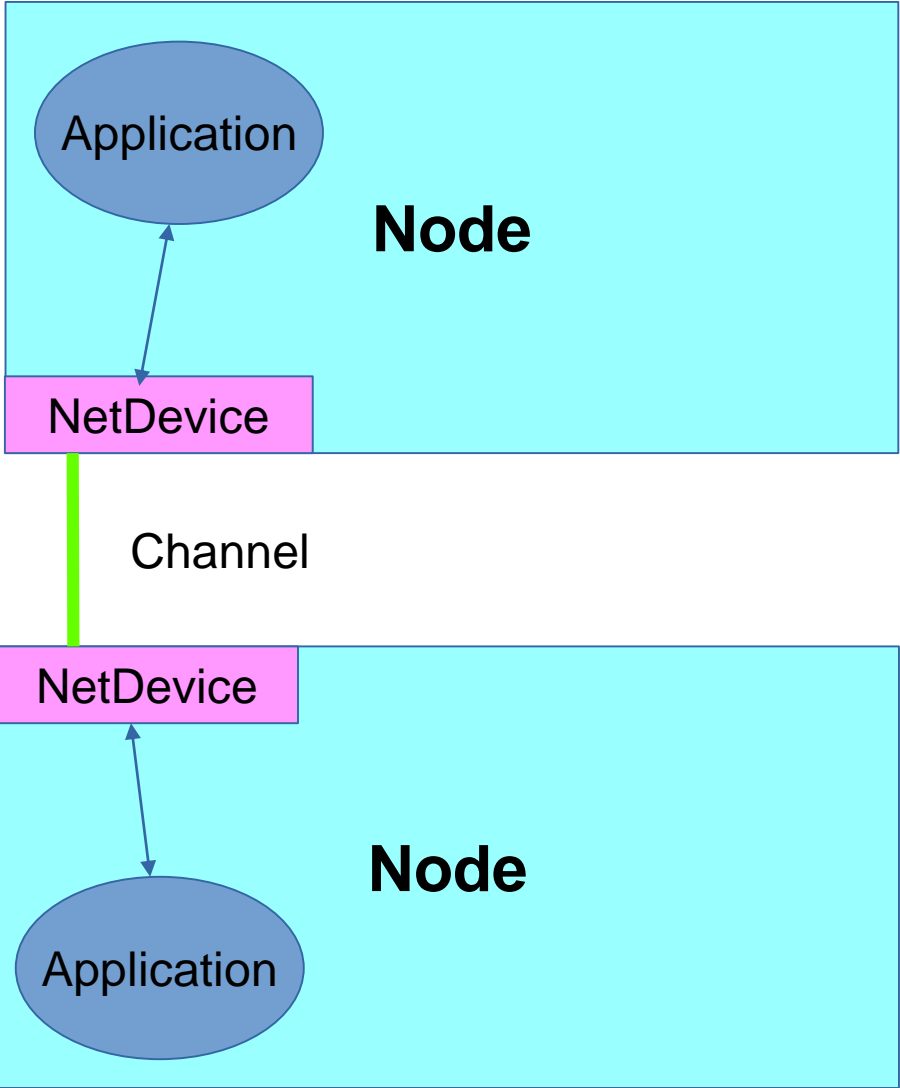 Application
Node
NetDevice
Channel
NetDevice
Node
Application